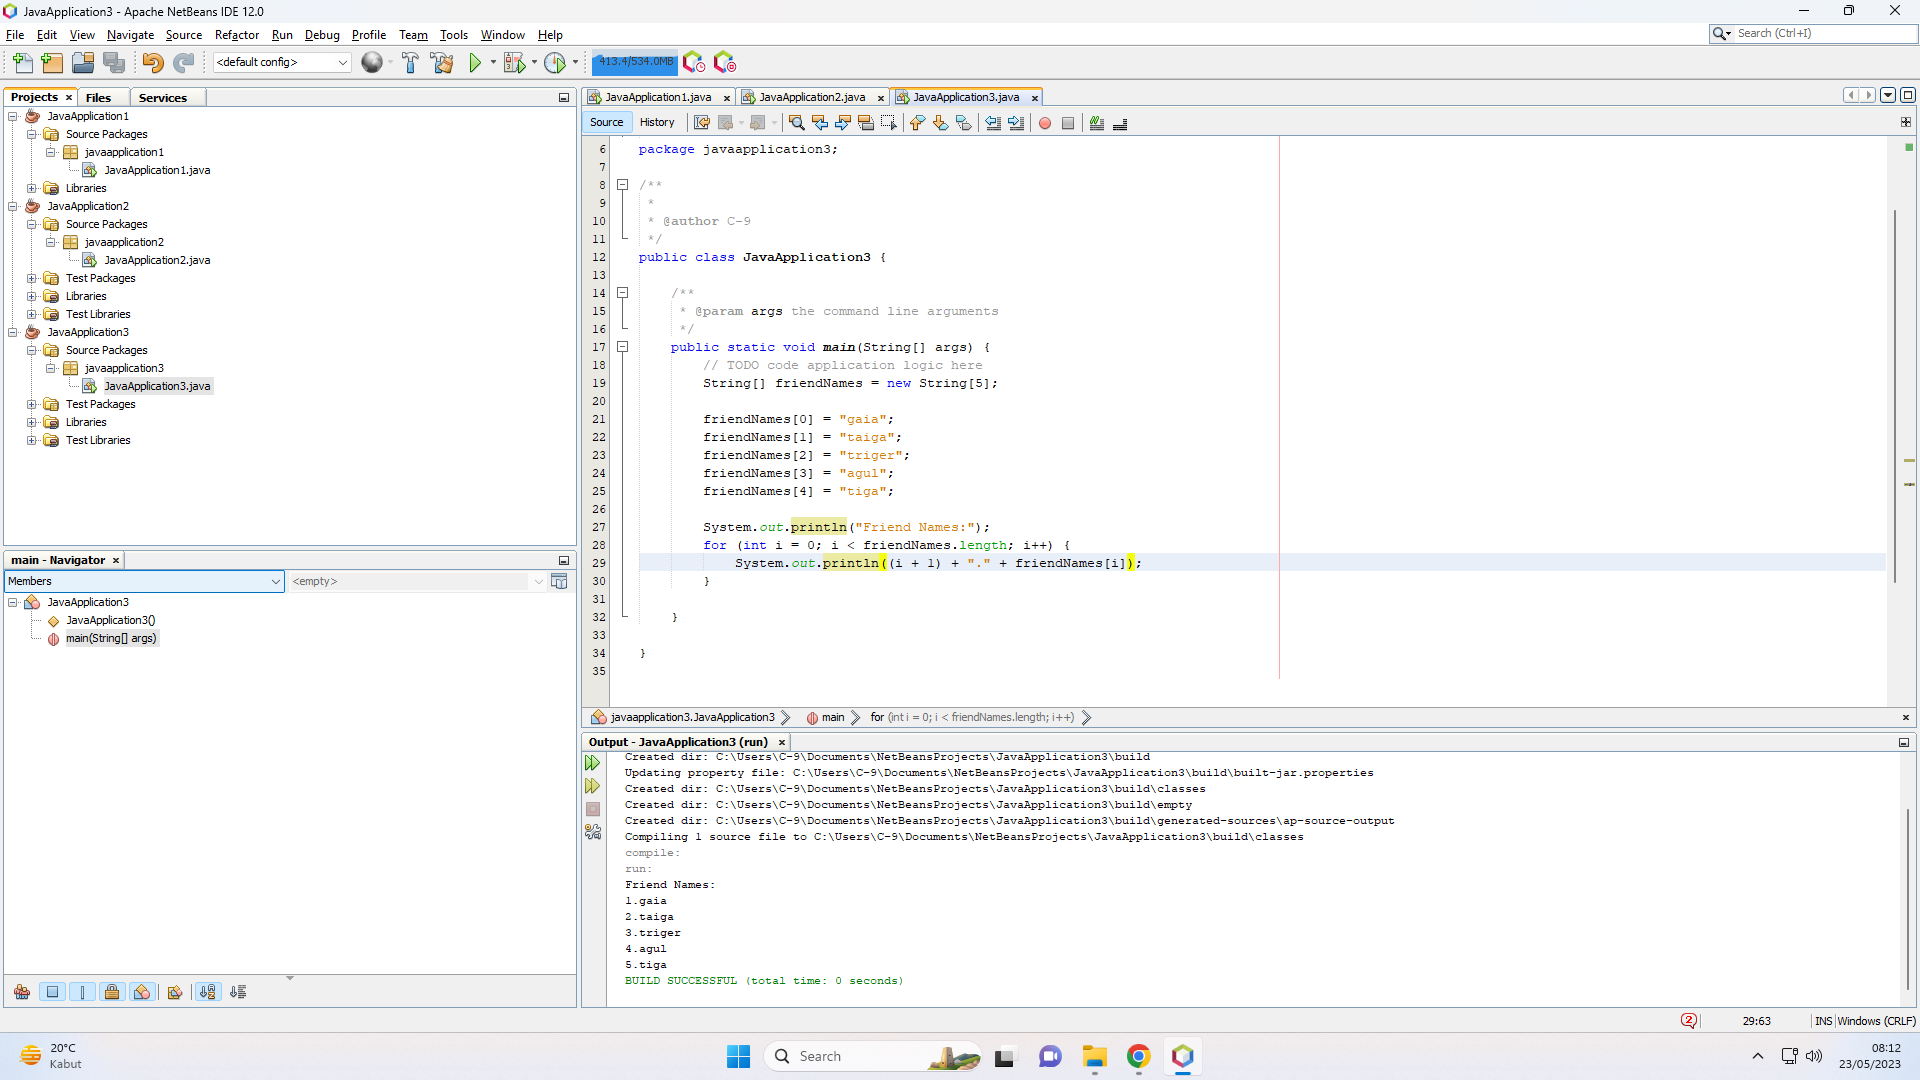 JavaApplication3 - Apache NetBeans IDE 12.0
File Edit View Navigate Source Refactor Run Debug Profile Team Tools Window Help
Search (Ctrl+I)
<default config>
413.4/534.0MB
Projects
Files
Services
JavaApplication1
Source Packages
javaapplication1
JavaApplication1.java
Libraries
JavaApplication2
Source Packages
javaapplication2
JavaApplication2.java
Test Packages
Libraries
Test Libraries
JavaApplication3
Source Packages
javaapplication3
JavaApplication3.java
Test Packages
Libraries
Test Libraries
main - Navigator
Members
<empty>
JavaApplication3
JavaApplication3()
main(String[] args)
JavaApplication1.java
JavaApplication2.java
JavaApplication3.java
Source
History
6 package javaapplication3;
7
8 /**
9 *
10 * @author C-9
11 */
12 public class JavaApplication3 {
13
14 /**
15 * @param args the command line arguments
16 */
17 public static void main(String[] args) {
18 // TODO code application logic here
19 String[] friendNames = new String[5];
20
21 friendNames[0] = "gaia";
22 friendNames[1] = "taiga";
23 friendNames[2] = "triger";
24 friendNames[3] = "agul";
25 friendNames[4] = "tiga";
26
27 System.out.println("Friend Names:");
28 for (int i = 0; i < friendNames.length; i++) {
29 System.out.println((i + 1) + "." + friendNames[i]);
30 }
31
32 }
33
34 }
35
javaapplication3.JavaApplication3
main
for (int i = 0; i < friendNames.length; i++)
Output - JavaApplication3 (run)
Created dir: C:\Users\C-9\Documents\NetBeansProjects\JavaApplication3\build
Updating property file: C:\Users\C-9\Documents\NetBeansProjects\JavaApplication3\build\built-jar.properties
Created dir: C:\Users\C-9\Documents\NetBeansProjects\JavaApplication3\build\classes
Created dir: C:\Users\C-9\Documents\NetBeansProjects\JavaApplication3\build\empty
Created dir: C:\Users\C-9\Documents\NetBeansProjects\JavaApplication3\build\generated-sources\ap-source-output
Compiling 1 source file to C:\Users\C-9\Documents\NetBeansProjects\JavaApplication3\build\classes
compile:
run:
Friend Names:
1.gaia
2.taiga
3.triger
4.agul
5.tiga
BUILD SUCCESSFUL (total time: 0 seconds)
2
29:63
INS
Windows (CRLF)
20°C
Kabut
Search
08:12
23/05/2023